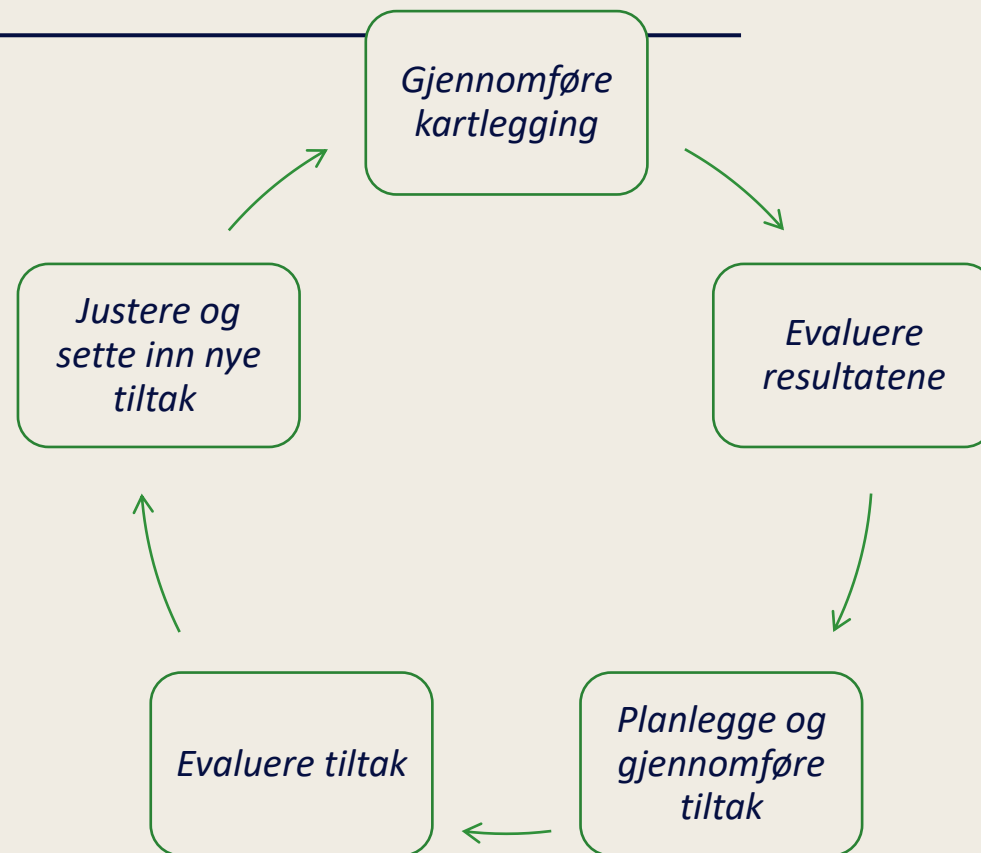 Gjennomføre
kartlegging
Evaluere
resultatene
Planlegge og
gjennomføre
tiltak
Evaluere tiltak
Justere og
sette inn nye
tiltak